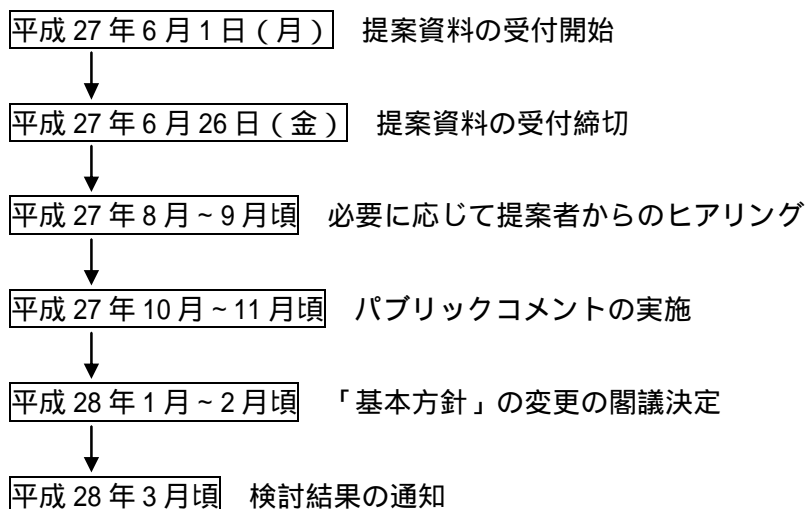 平成 27 年 6 月 1 日（月） 提案資料の受付開始
平成 27 年 6 月 26 日（金） 提案資料の受付締切
平成 27 年 8 月～9 月頃 必要に応じて提案者からのヒアリング
平成 27 年 10 月～11 月頃 パブリックコメントの実施
平成 28 年 1 月～2 月頃 「基本方針」の変更の閣議決定
平成 28 年 3 月頃 検討結果の通知